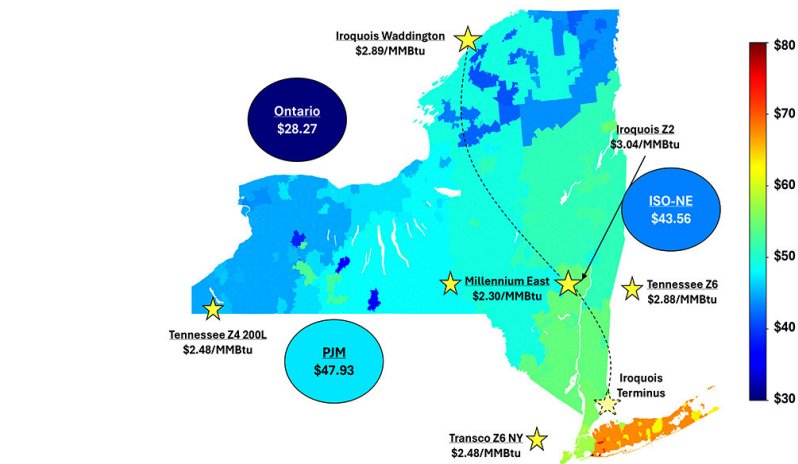 Iroquois Waddington
$2.89/MMBtu
$80
Ontario
$28.27
$70
Iroquois Z2
$3.04/MMBtu
$60
ISO-NE
$43.56
$50
Millennium East
$2.30/MMBtu
Tennessee Z6
$2.88/MMBtu
$40
Tennessee Z4 200L
$2.48/MMBtu
PJM
$47.93
Iroquois
Terminus
$30
Transco Z6 NY
$2.48/MMBtu